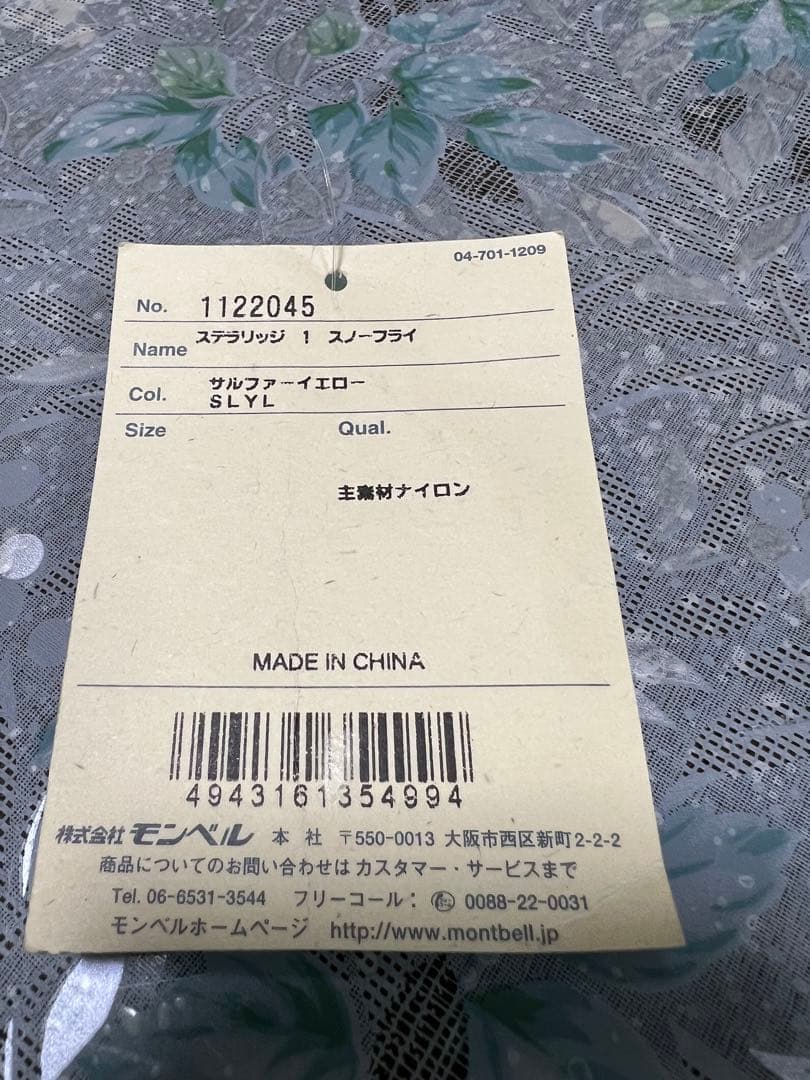 04-701-1209
No. 1122045
Name ステラリッジ 1 スノーフライ
Col. サルファーイエロー
SLYL
Size Qual.
主素材ナイロン
MADE IN CHINA
4943161354994
株式会社 モンベル 本社 〒550-0013 大阪市西区新町2-2-2
商品についてのお問い合わせは カスタマー・サービスまで
Tel. 06-6531-3544 フリーコール: 0088-22-0031
モンベルホームページ http://www.montbell.jp